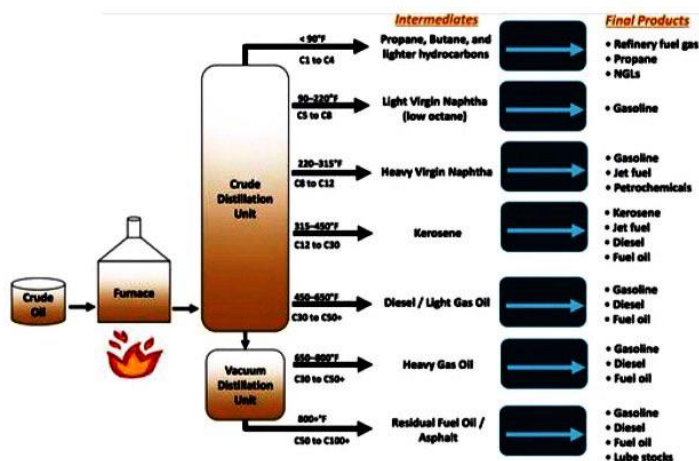 Intermediates
Final Products
< 90°F
C1 to C4
Propane, Butane, and
lighter hydrocarbons
• Refinery fuel gas
• Propane
• NGLs
90–220°F
C5 to C8
Light Virgin Naphtha
(low octane)
• Gasoline
220–315°F
C8 to C12
Heavy Virgin Naphtha
• Gasoline
• Jet fuel
• Petrochemicals
Crude
Distillation
Unit
315–450°F
C12 to C30
Kerosene
• Kerosene
• Jet fuel
• Diesel
• Fuel oil
Crude
Oil
Furnace
450–650°F
C30 to C50+
Diesel / Light Gas Oil
• Gasoline
• Diesel
• Fuel oil
Vacuum
Distillation
Unit
650–800°F
C30 to C50+
Heavy Gas Oil
• Gasoline
• Diesel
• Fuel oil
800+°F
C50 to C100+
Residual Fuel Oil /
Asphalt
• Gasoline
• Diesel
• Fuel oil
• Lube stocks